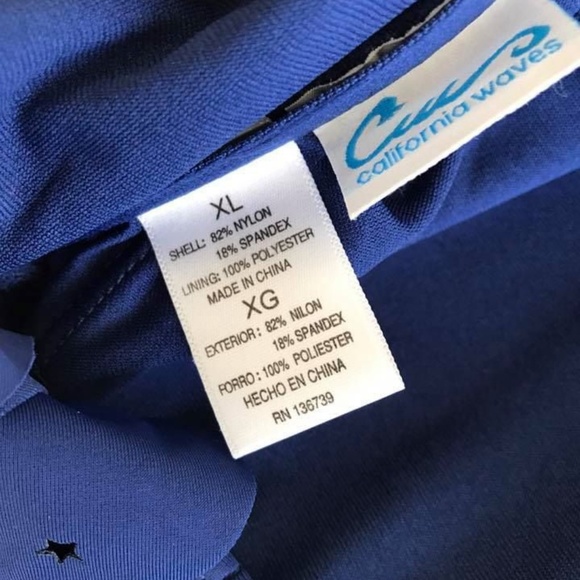 california waves
XL
SHELL: 82% NYLON
18% SPANDEX
LINING: 100% POLYESTER
MADE IN CHINA
XG
EXTERIOR: 82% NILON
18% SPANDEX
FORRO: 100% POLIESTER
HECHO EN CHINA
RN 136739